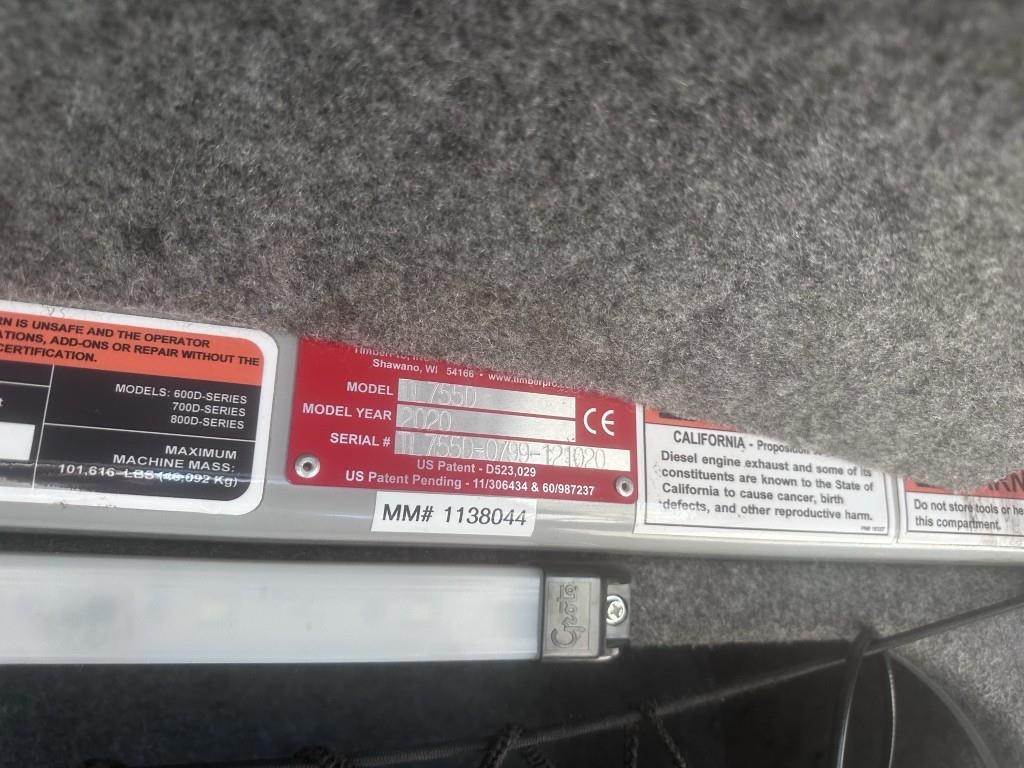 RN IS UNSAFE AND THE OPERATOR
ATIONS, ADD-ONS OR REPAIR WITHOUT THE
CERTIFICATION.
MODELS: 600D-SERIES
700D-SERIES
800D-SERIES
MAXIMUM
MACHINE MASS:
101,616 LBS (46,092 Kg)
Shawano, WI 54166 • www.timberpro.
MODEL TL755D
MODEL YEAR 2020
CE
SERIAL # TL755D-0799-121020
US Patent - D523,029
US Patent Pending - 11/306434 & 60/987237
MM# 1138044
CALIFORNIA - Proposition
Diesel engine exhaust and some of its
constituents are known to the State of
California to cause cancer, birth
defects, and other reproductive harm.
Do not store tools or he
this compartment.
Grote